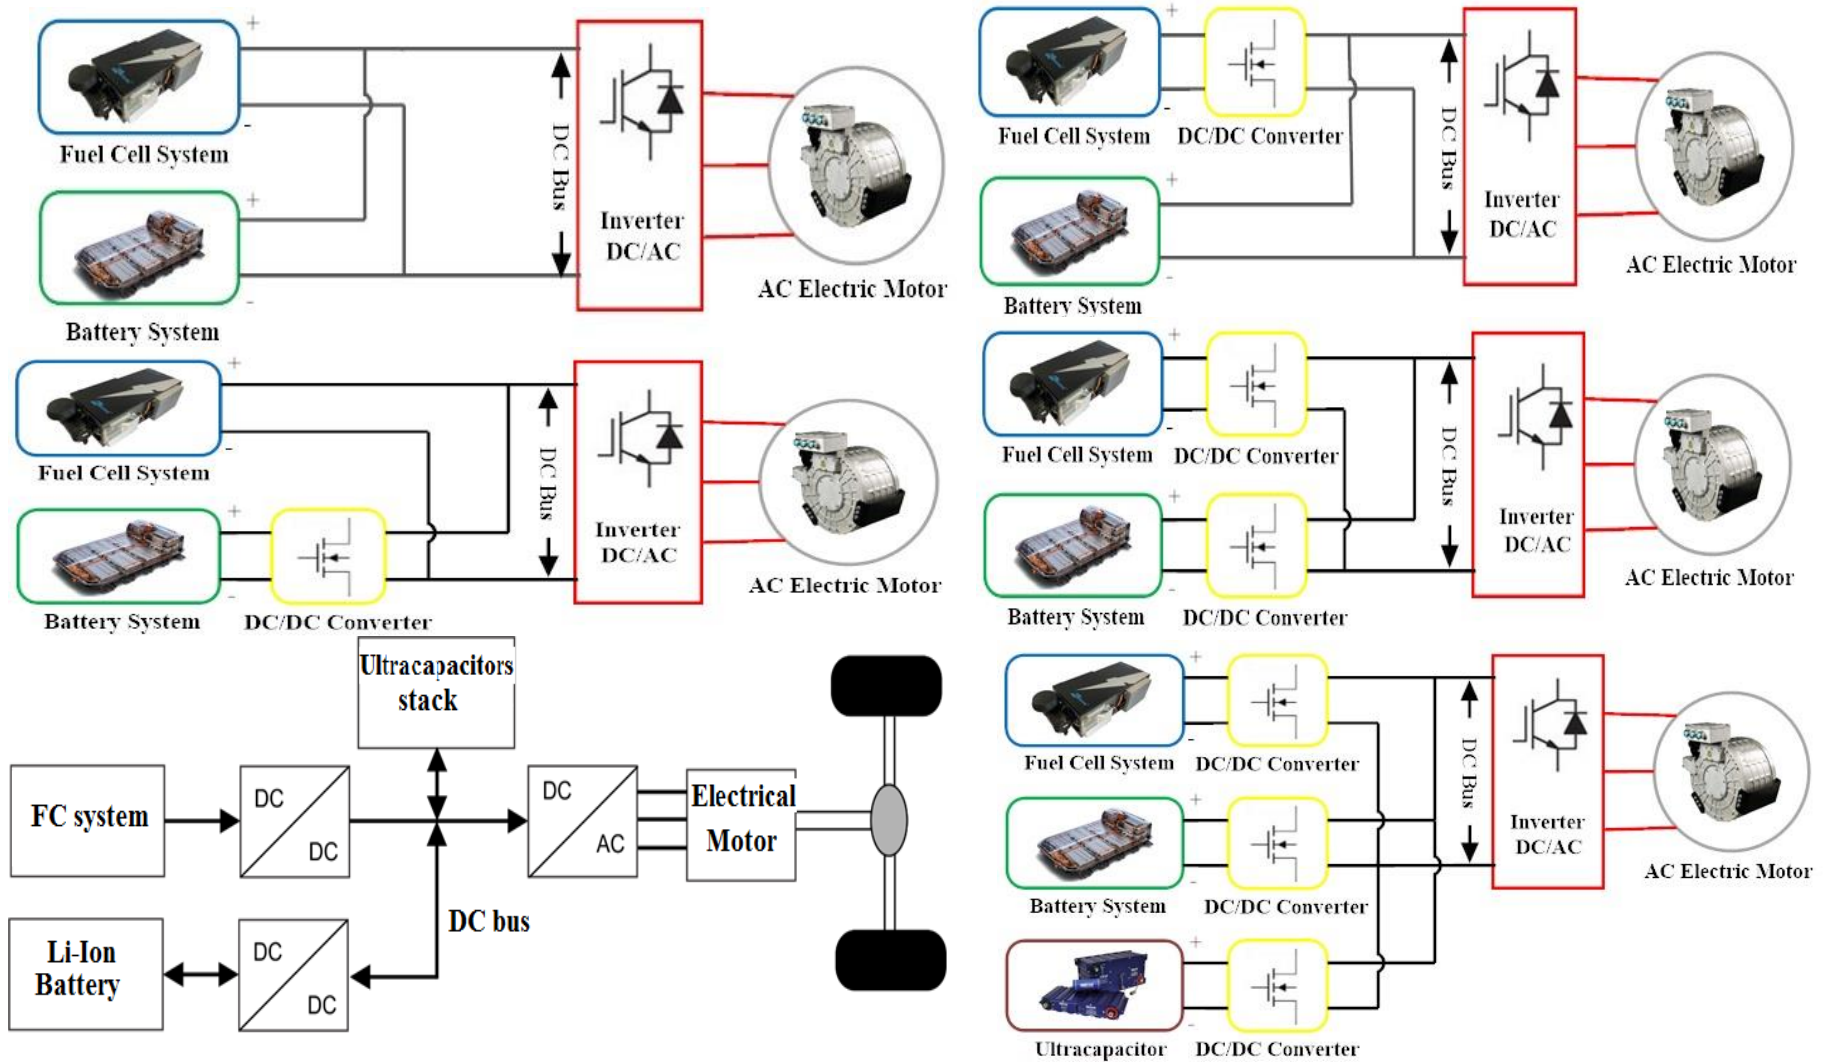 +
-
Fuel Cell System
+
-
Battery System
DC Bus
Inverter
DC/AC
AC Electric Motor
+
-
Fuel Cell System
DC/DC Converter
+
-
Battery System
DC Bus
Inverter
DC/AC
AC Electric Motor
+
-
Fuel Cell System
+
-
Battery System
DC/DC Converter
DC Bus
Inverter
DC/AC
AC Electric Motor
+
-
Fuel Cell System
DC/DC Converter
+
-
Battery System
DC/DC Converter
DC Bus
Inverter
DC/AC
AC Electric Motor
Ultracapacitors
stack
FC system
DC
DC
DC
AC
Electrical
Motor
Li-Ion
Battery
DC
DC
DC bus
+
-
Fuel Cell System
DC/DC Converter
+
-
Battery System
DC/DC Converter
+
-
Ultracapacitor
DC/DC Converter
DC Bus
Inverter
DC/AC
AC Electric Motor